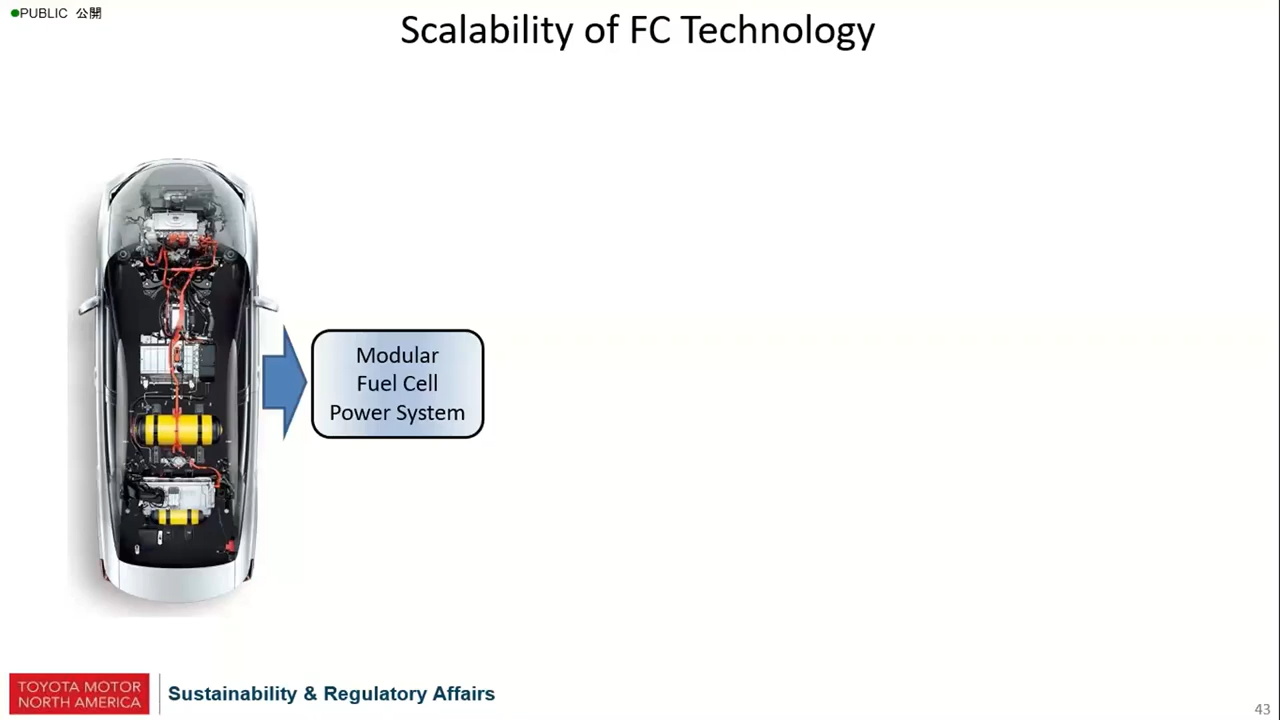 PUBLIC 公開
Scalability of FC Technology
Modular
Fuel Cell
Power System
TOYOTA MOTOR
NORTH AMERICA
Sustainability & Regulatory Affairs
43